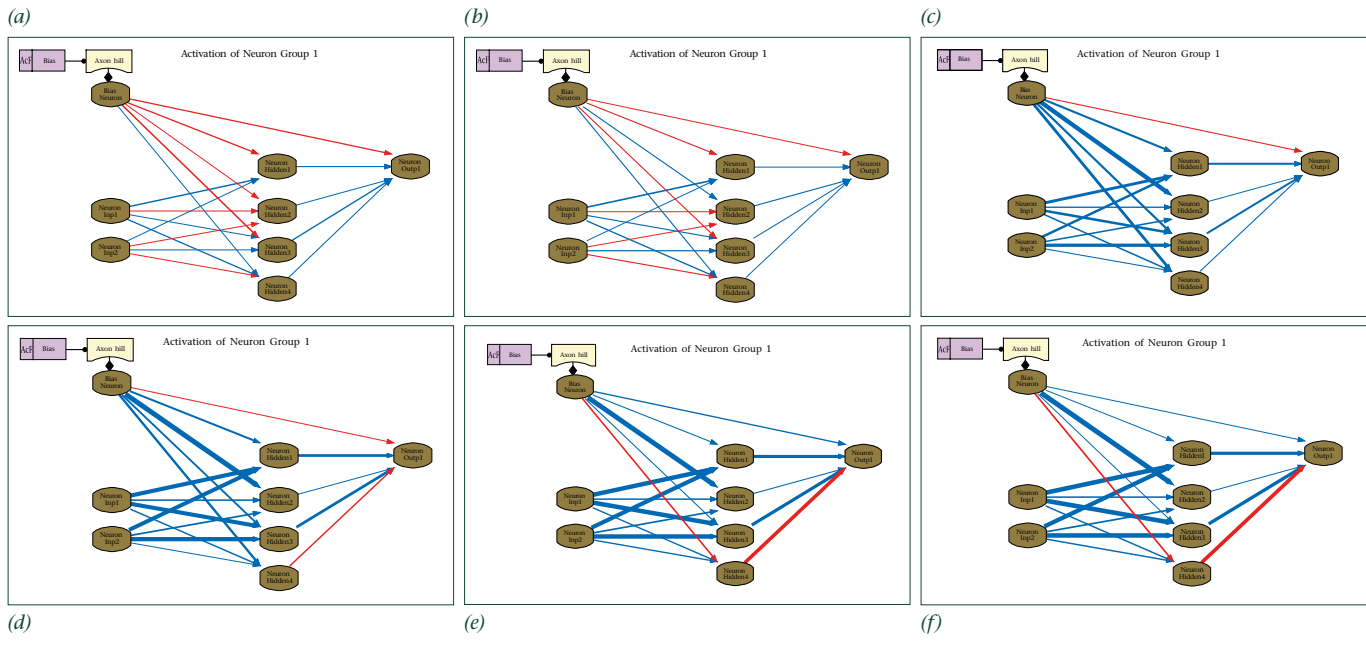 (a)
(b)
(c)
Activation of Neuron Group 1
AcF Bias
Axon hill
Bias
Neuron
Neuron
Hidden1
Neuron
Outp1
Neuron
Inp1
Neuron
Hidden2
Neuron
Inp2
Neuron
Hidden3
Neuron
Hidden4
Activation of Neuron Group 1
AcF Bias
Axon hill
Bias
Neuron
Neuron
Hidden1
Neuron
Outp1
Neuron
Inp1
Neuron
Hidden2
Neuron
Inp2
Neuron
Hidden3
Neuron
Hidden4
Activation of Neuron Group 1
AcF Bias
Axon hill
Bias
Neuron
Neuron
Hidden1
Neuron
Outp1
Neuron
Inp1
Neuron
Hidden2
Neuron
Inp2
Neuron
Hidden3
Neuron
Hidden4
Activation of Neuron Group 1
AcF Bias
Axon hill
Bias
Neuron
Neuron
Hidden1
Neuron
Outp1
Neuron
Inp1
Neuron
Hidden2
Neuron
Inp2
Neuron
Hidden3
Neuron
Hidden4
Activation of Neuron Group 1
AcF Bias
Axon hill
Bias
Neuron
Neuron
Hidden1
Neuron
Outp1
Neuron
Inp1
Neuron
Hidden2
Neuron
Inp2
Neuron
Hidden3
Neuron
Hidden4
Activation of Neuron Group 1
AcF Bias
Axon hill
Bias
Neuron
Neuron
Hidden1
Neuron
Outp1
Neuron
Inp1
Neuron
Hidden2
Neuron
Inp2
Neuron
Hidden3
Neuron
Hidden4
(d)
(e)
(f)